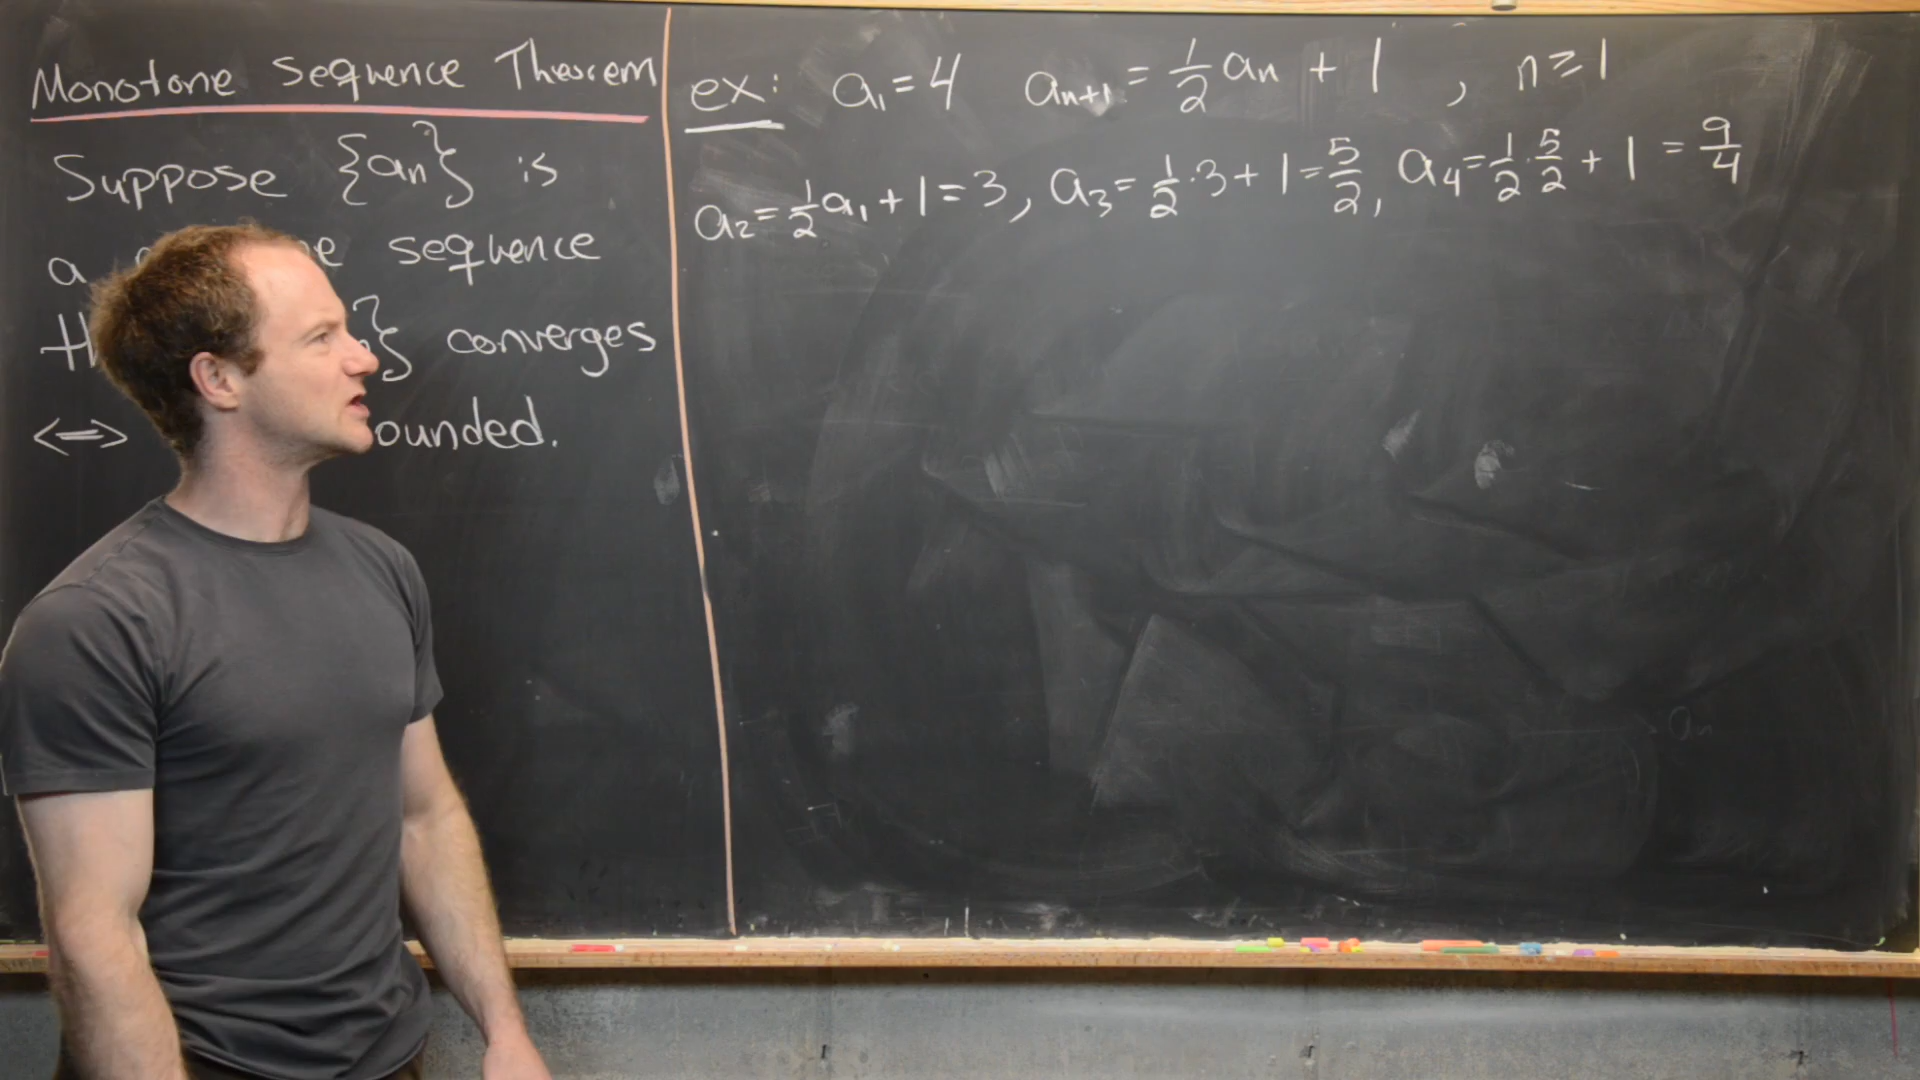 Monotone Sequence Theorem
Suppose {an} is
a sequence
converges
<=> ounded.
ex: a₁ = 4 aₙ₊₁ = 1/2 aₙ + 1 , n ≥ 1
a₂ = 1/2 a₁ + 1 = 3, a₃ = 1/2 · 3 + 1 = 5/2, a₄ = 1/2 · 5/2 + 1 = 9/4
an